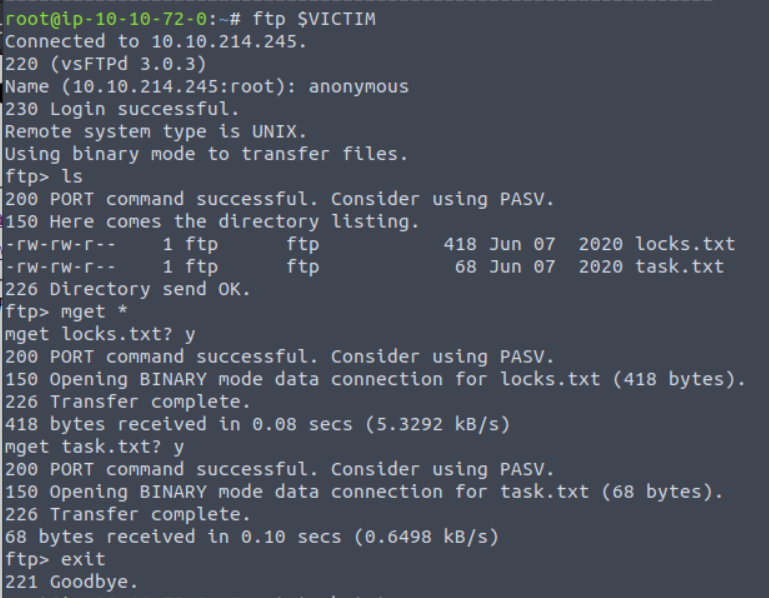 root@ip-10-10-72-0:~# ftp $VICTIM
Connected to 10.10.214.245.
220 (vsFTPd 3.0.3)
Name (10.10.214.245:root): anonymous
230 Login successful.
Remote system type is UNIX.
Using binary mode to transfer files.
ftp> ls
200 PORT command successful. Consider using PASV.
150 Here comes the directory listing.
-rw-rw-r--    1 ftp      ftp           418 Jun 07  2020 locks.txt
-rw-rw-r--    1 ftp      ftp            68 Jun 07  2020 task.txt
226 Directory send OK.
ftp> mget *
mget locks.txt? y
200 PORT command successful. Consider using PASV.
150 Opening BINARY mode data connection for locks.txt (418 bytes).
226 Transfer complete.
418 bytes received in 0.08 secs (5.3292 kB/s)
mget task.txt? y
200 PORT command successful. Consider using PASV.
150 Opening BINARY mode data connection for task.txt (68 bytes).
226 Transfer complete.
68 bytes received in 0.10 secs (0.6498 kB/s)
ftp> exit
221 Goodbye.